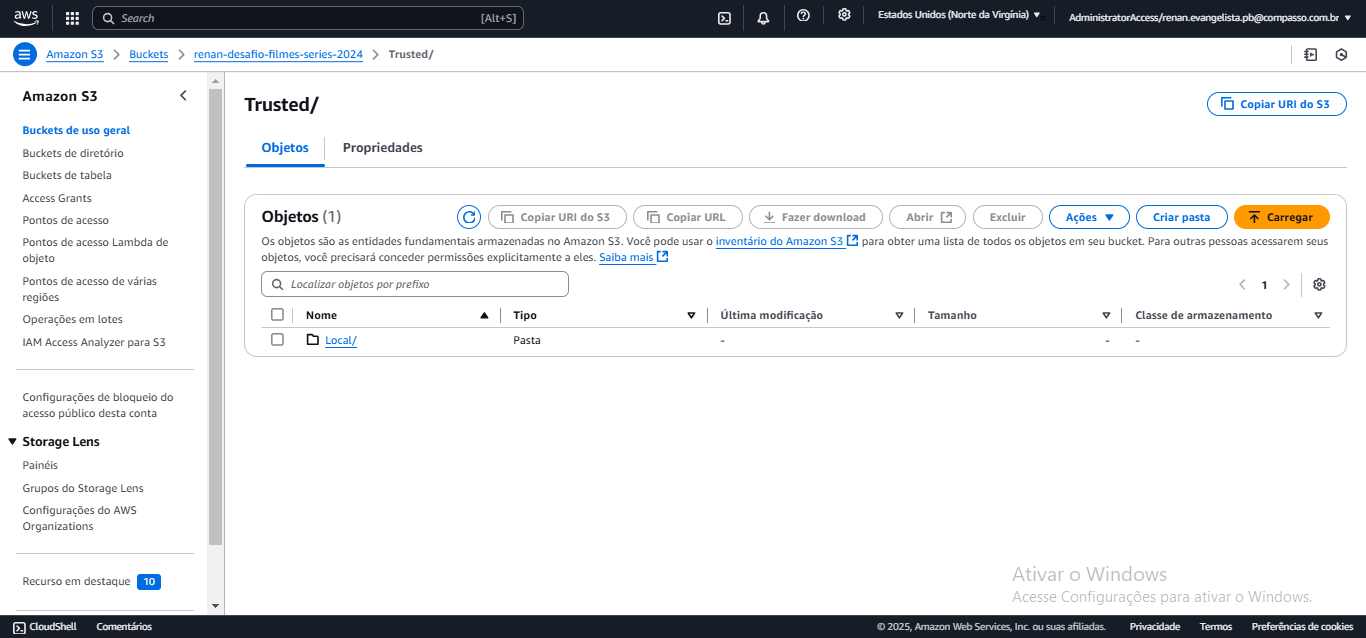 aws
Search [Alt+S] Estados Unidos (Norte da Virgínia) AdministratorAccess/renan.evangelista.pb@compasso.com.br
Amazon S3 > Buckets > renan-desafio-filmes-series-2024 > Trusted/
Amazon S3
Buckets de uso geral
Buckets de diretório
Buckets de tabela
Access Grants
Pontos de acesso
Pontos de acesso Lambda de
objeto
Pontos de acesso de várias
regiões
Operações em lotes
IAM Access Analyzer para S3
Configurações de bloqueio do
acesso público desta conta
Storage Lens
Painéis
Grupos do Storage Lens
Configurações do AWS
Organizations
Recurso em destaque 10
Trusted/
Copiar URI do S3
Objetos Propriedades
Objetos (1)
Copiar URI do S3 Copiar URL Fazer download Abrir Excluir Ações Criar pasta Carregar
Os objetos são as entidades fundamentais armazenadas no Amazon S3. Você pode usar o inventário do Amazon S3 para obter uma lista de todos os objetos em seu bucket. Para outras pessoas acessarem seus
objetos, você precisará conceder permissões explicitamente a eles. Saiba mais
Localizar objetos por prefixo
1
Nome Tipo Última modificação Tamanho Classe de armazenamento
Local/ Pasta - - -
Ativar o Windows
Acesse Configurações para ativar o Windows.
CloudShell Comentários © 2025, Amazon Web Services, Inc. ou suas afiliadas. Privacidade Termos Preferências de cookies